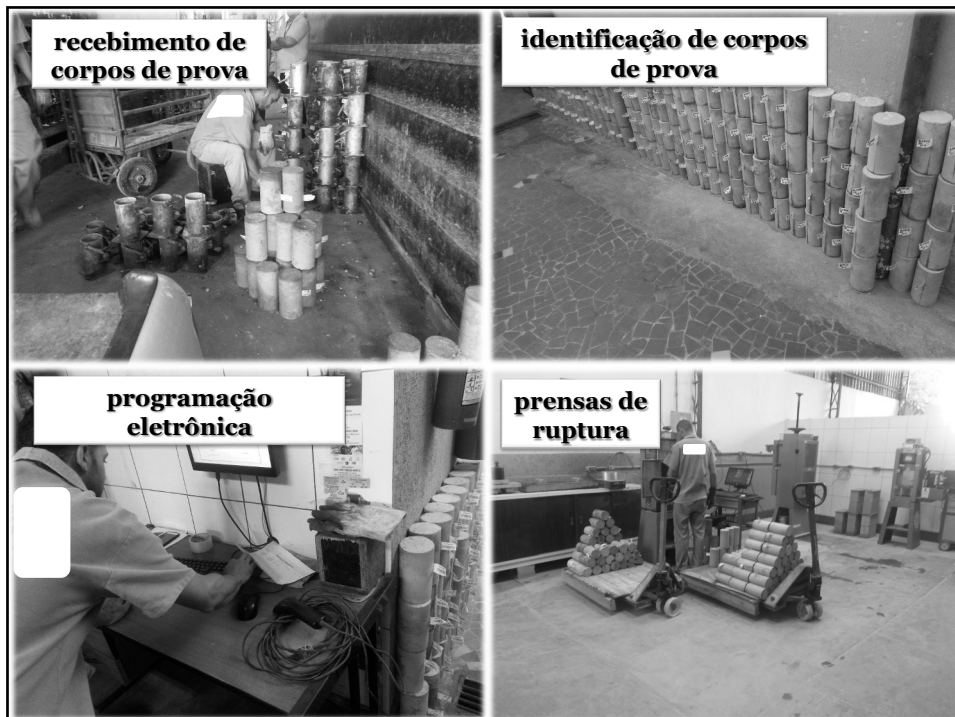 recebimento de
corpos de prova
identificação de corpos
de prova
programação
eletrônica
prensas de
ruptura